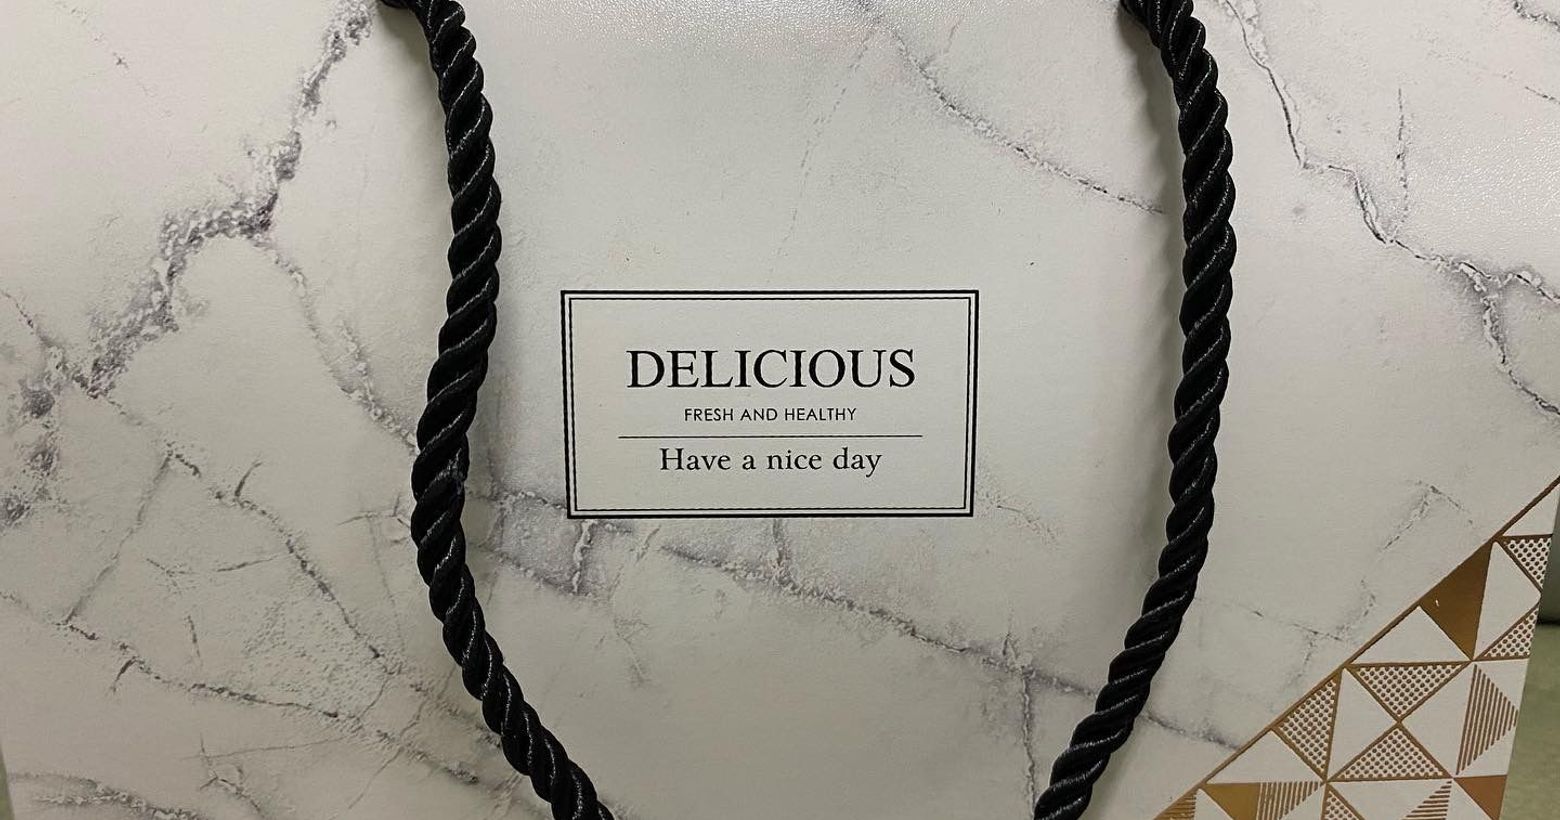 DELICIOUS
FRESH AND HEALTHY
Have a nice day